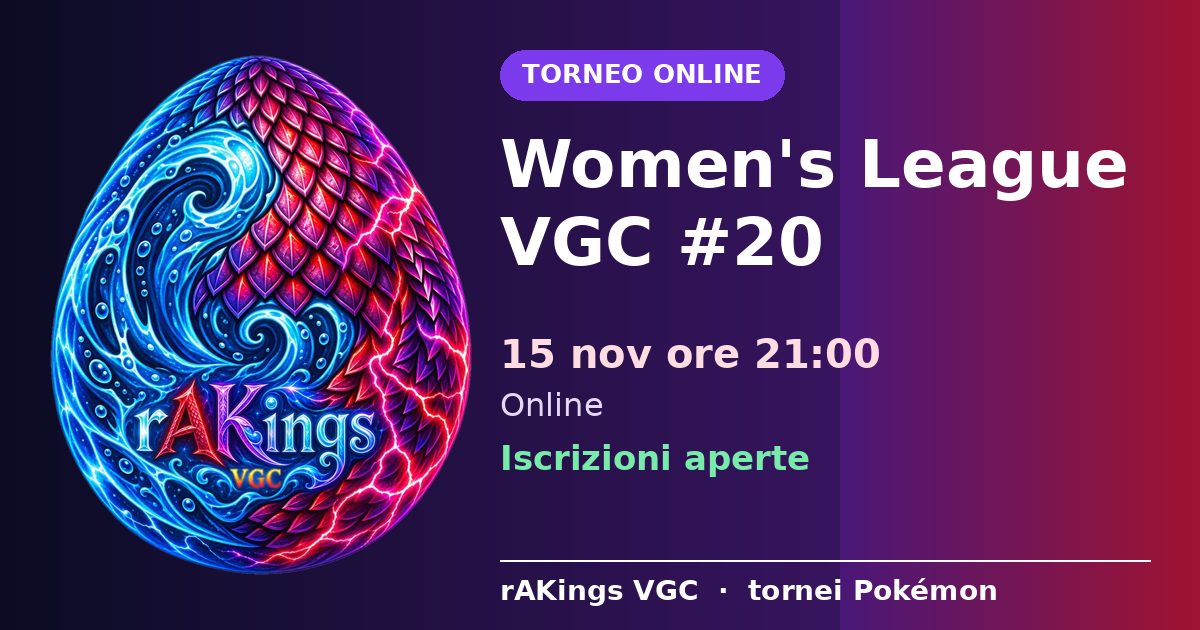 TORNEO ONLINE
Women's League
VGC #20
15 nov ore 21:00
Online
Iscrizioni aperte
rAKings
VGC
rAKings VGC · tornei Pokémon